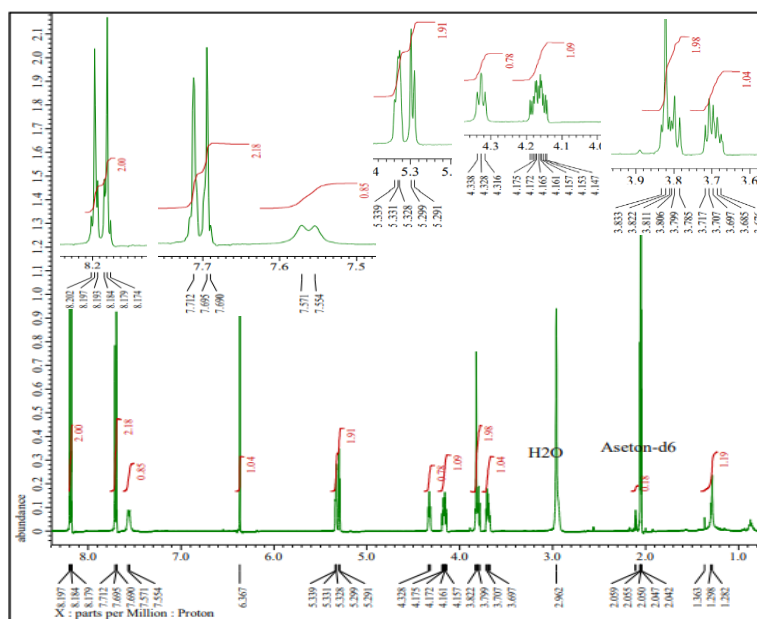 abundance
0 0.1 0.2 0.3 0.4 0.5 0.6 0.7 0.8 0.9 1.0 1.1 1.2 1.3 1.4 1.5 1.6 1.7 1.8 1.9 2.0 2.1
2.00
8.2
8.202 8.197 8.193 8.184 8.179 8.174
2.18
0.85
7.7 7.6 7.5
7.712 7.695 7.690 7.571 7.554
1.91
5.3
5.339 5.331 5.328 5.299 5.291
0.78
1.09
4.3 4.2 4.1
4.338 4.328 4.316 4.175 4.172 4.165 4.161 4.157 4.153 4.147
1.98
1.04
3.9 3.8 3.7 3.6
3.833 3.822 3.811 3.806 3.799 3.785 3.717 3.707 3.697 3.685
H2O
Aseton-d6
2.00 2.18 0.85 1.04 1.91 0.78 1.09 1.98 1.04 0.18 1.19
8.0 7.0 6.0 5.0 4.0 3.0 2.0 1.0
8.197 8.184 8.179 7.712 7.695 7.690 7.571 7.554 6.367 5.339 5.331 5.328 5.299 5.291 4.328 4.175 4.172 4.161 4.157 3.822 3.799 3.707 3.697 2.962 2.059 2.055 2.050 2.047 2.042 1.363 1.298 1.282
X : parts per Million : Proton